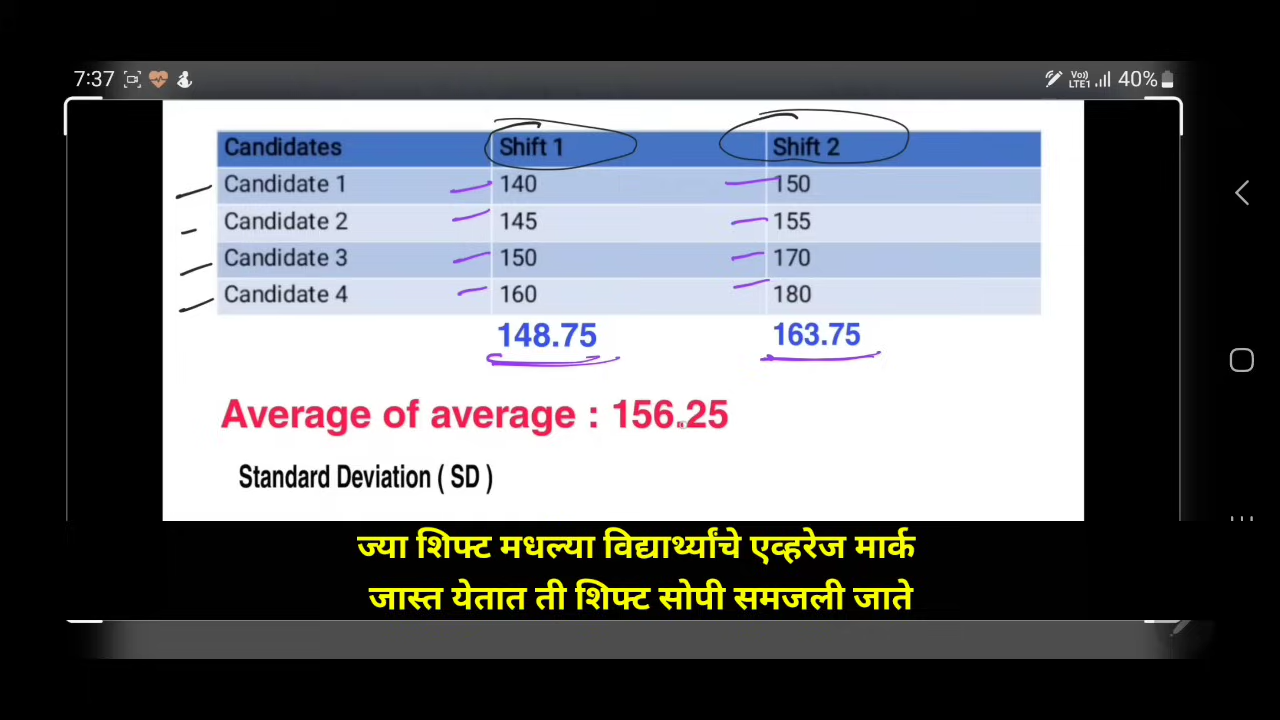 7:37 Vo)) LTE1 40%
Candidates Shift 1 Shift 2
Candidate 1 140 150
Candidate 2 145 155
Candidate 3 150 170
Candidate 4 160 180
148.75 163.75
Average of average : 156.25
Standard Deviation ( SD )
ज्या शिफ्ट मधल्या विद्यार्थ्यांचे एव्हरेज मार्क
जास्त येतात ती शिफ्ट सोपी समजली जाते